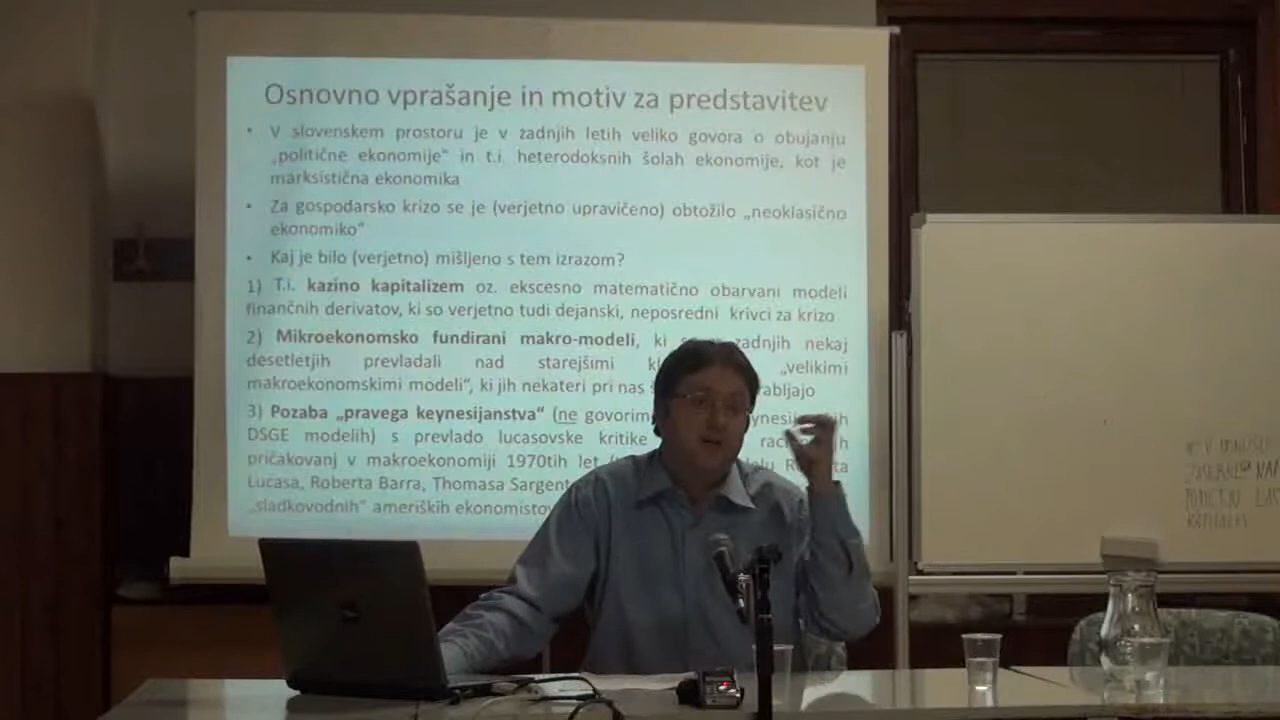 Osnovno vprašanje in motiv za predstavitev
• V slovenskem prostoru je v zadnjih letih veliko govora o obujanju
„politične ekonomije“ in t.i. heterodoksnih šolah ekonomije, kot je
marksistična ekonomika
• Za gospodarsko krizo se je (verjetno upravičeno) obtožilo „neoklasično
ekonomiko“
• Kaj je bilo (verjetno) mišljeno s tem izrazom?
1) T.i. kazino kapitalizem oz. ekscesno matematično obarvani modeli
finančnih derivatov, ki so verjetno tudi dejanski, neposredni krivci za krizo
2) Mikroekonomsko fundirani makro-modeli, ki zadnjih nekaj
desetletjih prevladali nad starejšimi „velikimi
makroekonomskimi modeli“, ki jih nekateri pri nas
3) Pozaba „pravega keynesijanstva“ (ne govorim
DSGE modelih) s prevlado lucasovske kritike
pričakovanj v makroekonomiji 1970tih let
Lucasa, Roberta Barra, Thomasa
„sladkovodnih“ ameriških